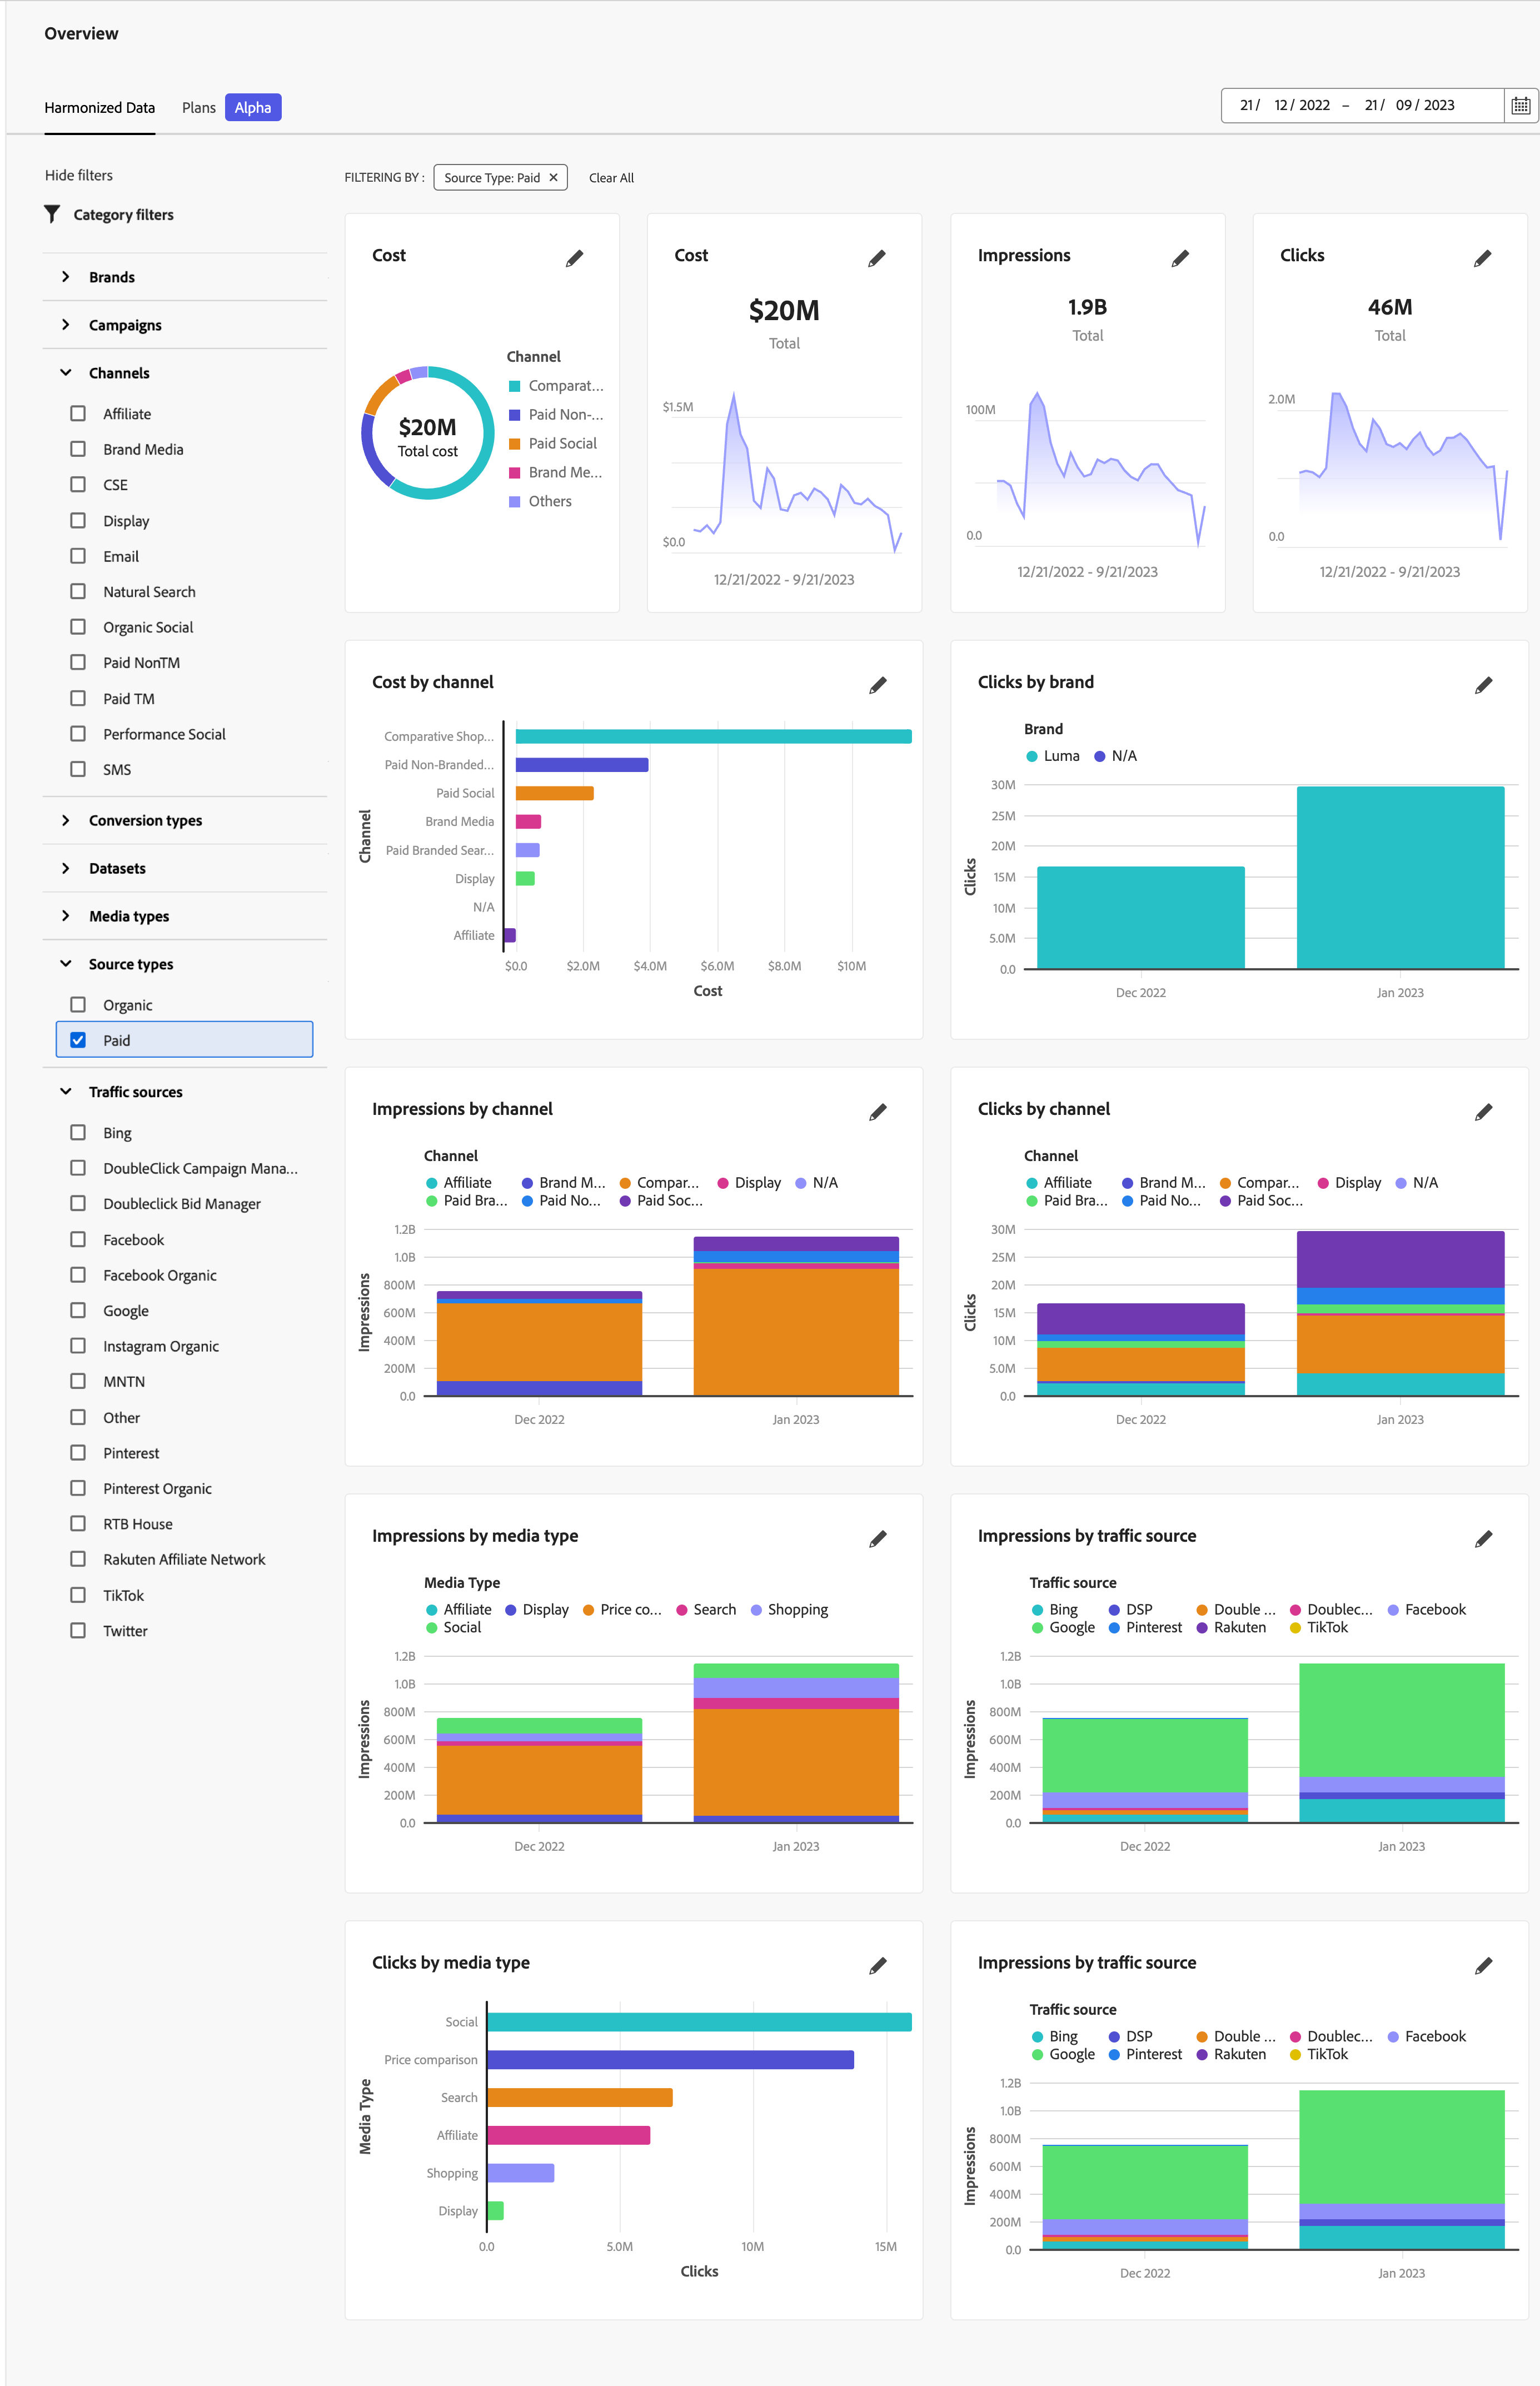 Overview
Harmonized Data
Plans
Alpha
21 / 12 / 2022 – 21 / 09 / 2023
Hide filters
Category filters
Brands
Campaigns
Channels
Affiliate
Brand Media
CSE
Display
Email
Natural Search
Organic Social
Paid NonTM
Paid TM
Performance Social
SMS
Conversion types
Datasets
Media types
Source types
Organic
Paid
Traffic sources
Bing
DoubleClick Campaign Mana...
Doubleclick Bid Manager
Facebook
Facebook Organic
Google
Instagram Organic
MNTN
Other
Pinterest
Pinterest Organic
RTB House
Rakuten Affiliate Network
TikTok
Twitter
FILTERING BY : Source Type: Paid ✕ Clear All
Cost
$20M
Total cost
Channel
Comparat...
Paid Non-...
Paid Social
Brand Me...
Others
Cost
$20M
Total
$1.5M
$0.0
12/21/2022 - 9/21/2023
Impressions
1.9B
Total
100M
0.0
12/21/2022 - 9/21/2023
Clicks
46M
Total
2.0M
0.0
12/21/2022 - 9/21/2023
Cost by channel
Channel
Comparative Shop...
Paid Non-Branded...
Paid Social
Brand Media
Paid Branded Sear...
Display
N/A
Affiliate
$0.0 $2.0M $4.0M $6.0M $8.0M $10M
Cost
Clicks by brand
Brand
Luma N/A
Clicks
30M
25M
20M
15M
10M
5.0M
0.0
Dec 2022 Jan 2023
Impressions by channel
Channel
Affiliate Brand M... Compar... Display N/A
Paid Bra... Paid No... Paid Soc...
Impressions
1.2B
1.0B
800M
600M
400M
200M
0.0
Dec 2022 Jan 2023
Clicks by channel
Channel
Affiliate Brand M... Compar... Display N/A
Paid Bra... Paid No... Paid Soc...
Clicks
30M
25M
20M
15M
10M
5.0M
0.0
Dec 2022 Jan 2023
Impressions by media type
Media Type
Affiliate Display Price co... Search Shopping
Social
Impressions
1.2B
1.0B
800M
600M
400M
200M
0.0
Dec 2022 Jan 2023
Impressions by traffic source
Traffic source
Bing DSP Double ... Doublec... Facebook
Google Pinterest Rakuten TikTok
Impressions
1.2B
1.0B
800M
600M
400M
200M
0.0
Dec 2022 Jan 2023
Clicks by media type
Media Type
Social
Price comparison
Search
Affiliate
Shopping
Display
0.0 5.0M 10M 15M
Clicks
Impressions by traffic source
Traffic source
Bing DSP Double ... Doublec... Facebook
Google Pinterest Rakuten TikTok
Impressions
1.2B
1.0B
800M
600M
400M
200M
0.0
Dec 2022 Jan 2023